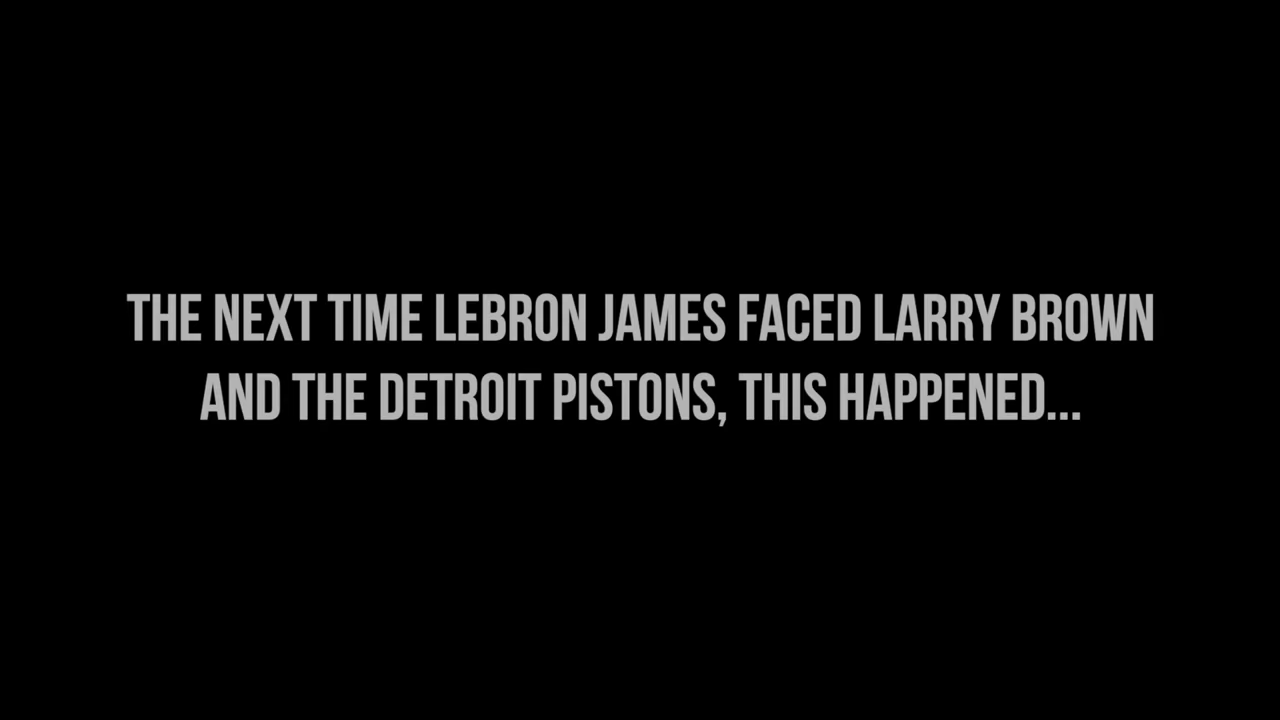 THE NEXT TIME LEBRON JAMES FACED LARRY BROWN
AND THE DETROIT PISTONS, THIS HAPPENED...